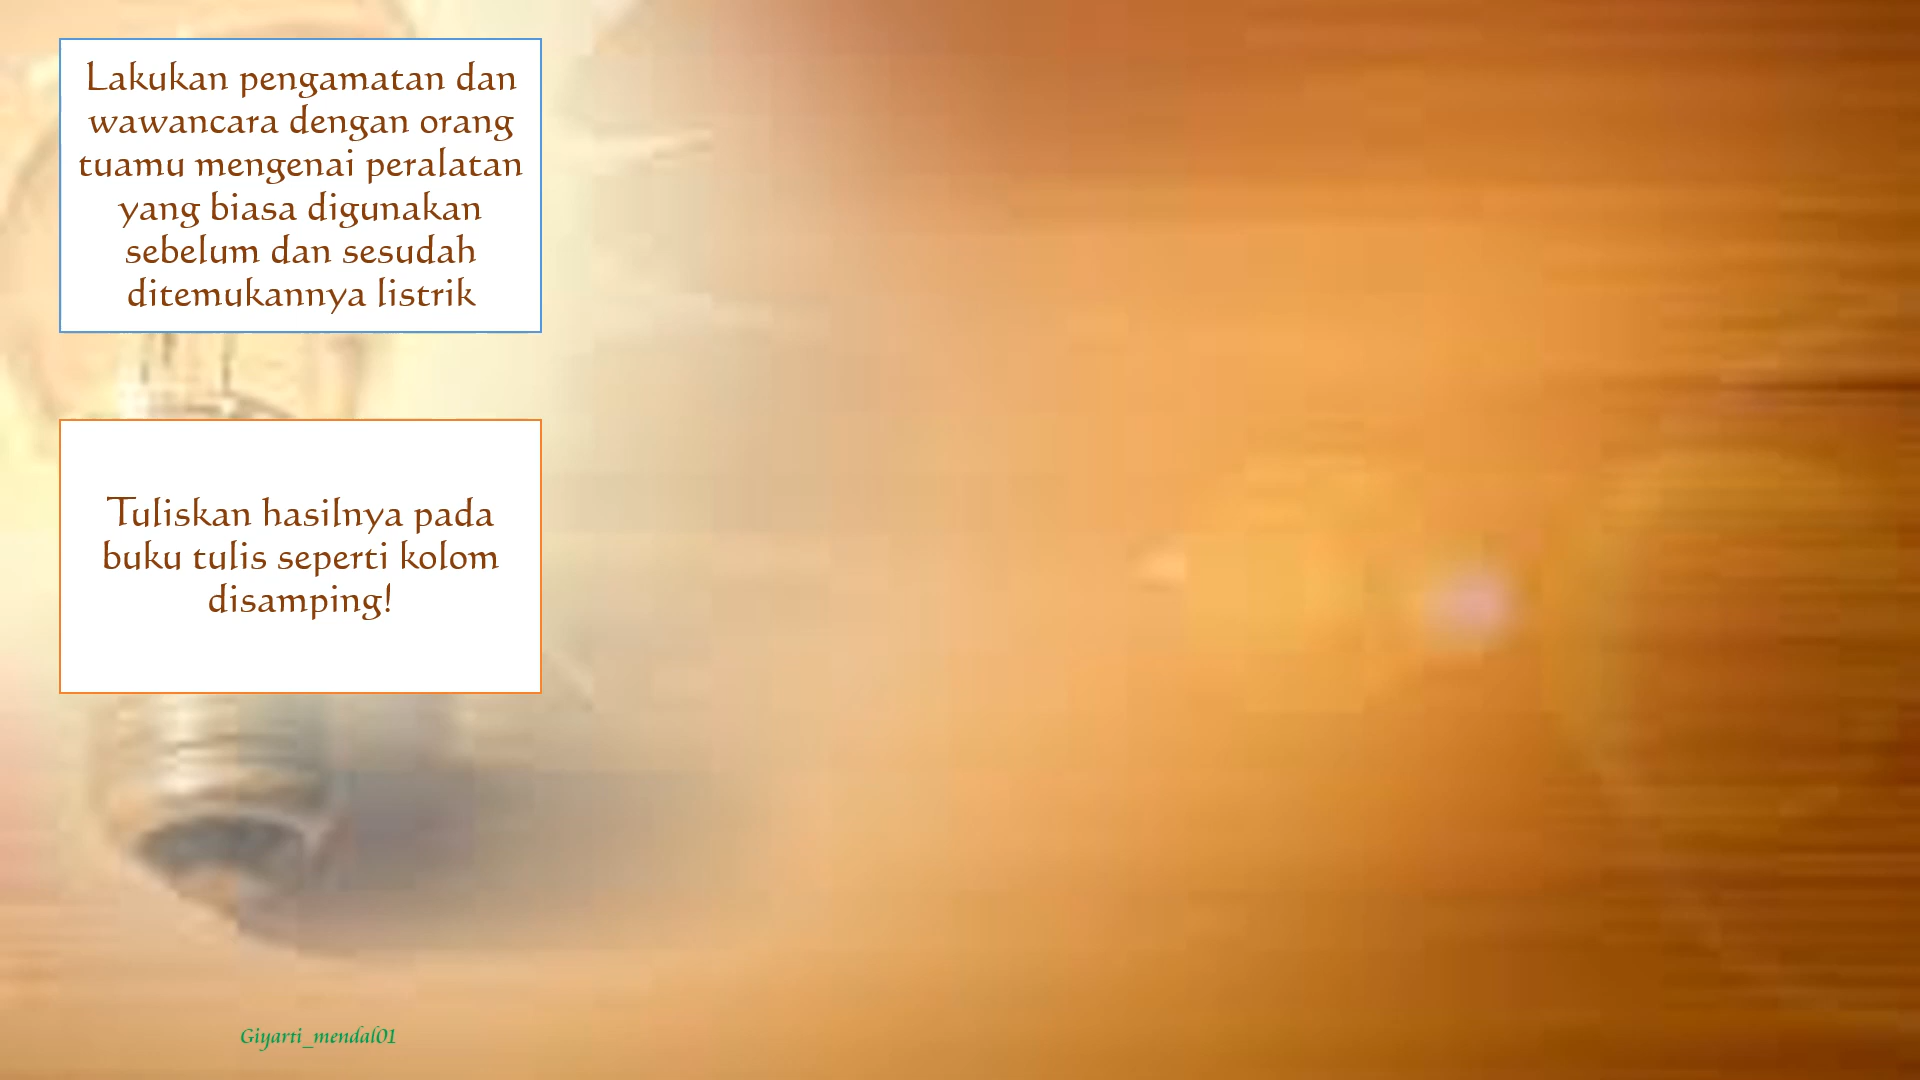 Lakukan pengamatan dan
wawancara dengan orang
tuamu mengenai peralatan
yang biasa digunakan
sebelum dan sesudah
ditemukannya listrik
Tuliskan hasilnya pada
buku tulis seperti kolom
disamping!
Giyarti_mendal01